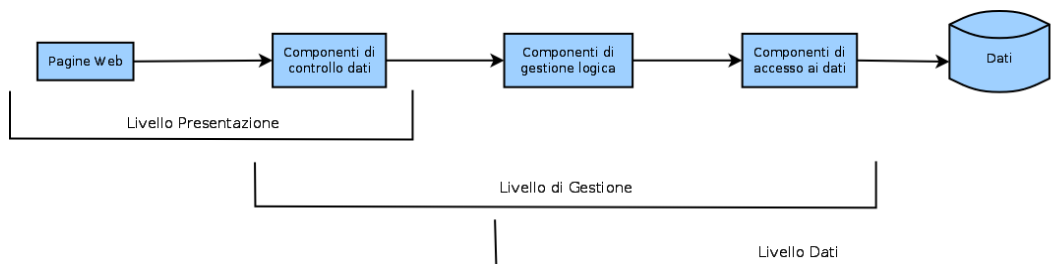 Pagine Web
Componenti di
controllo dati
Componenti di
gestione logica
Componenti di
accesso ai dati
Dati
Livello Presentazione
Livello di Gestione
Livello Dati